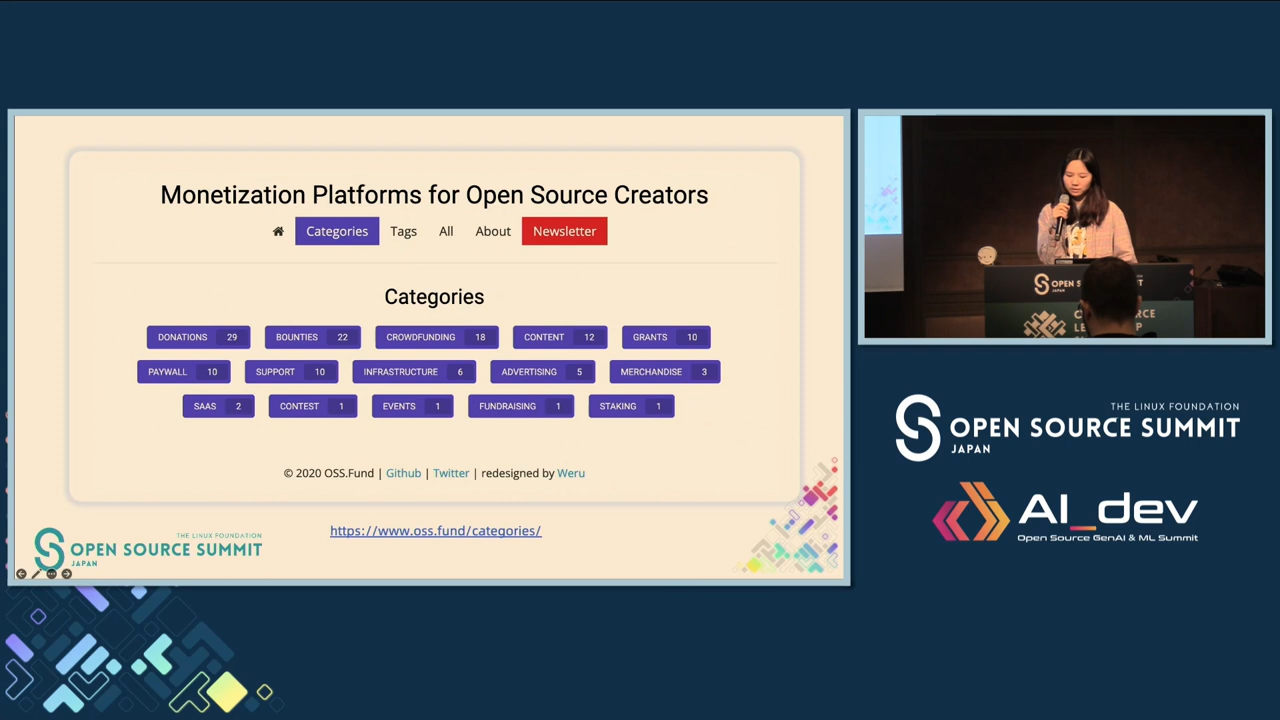 Monetization Platforms for Open Source Creators
Categories Tags All About Newsletter
Categories
DONATIONS 29 BOUNTIES 22 CROWDFUNDING 18 CONTENT 12 GRANTS 10
PAYWALL 10 SUPPORT 10 INFRASTRUCTURE 6 ADVERTISING 5 MERCHANDISE 3
SAAS 2 CONTEST 1 EVENTS 1 FUNDRAISING 1 STAKING 1
© 2020 OSS.Fund | Github | Twitter | redesigned by Weru
https://www.oss.fund/categories/
THE LINUX FOUNDATION
OPEN SOURCE SUMMIT
JAPAN
OPEN
JAPAN
THE LINUX FOUNDATION
OPEN SOURCE SUMMIT
JAPAN
AI_dev
Open Source GenAI & ML Summit